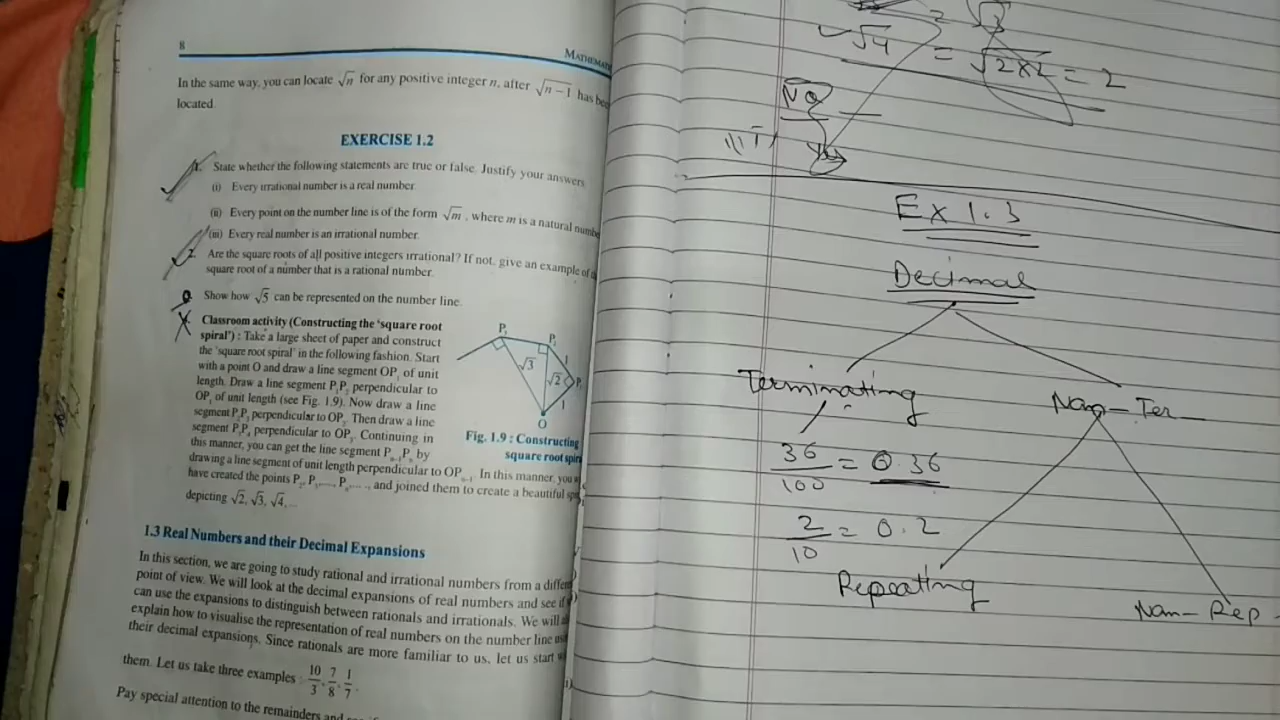 8
MATHEMAT
In the same way, you can locate √n for any positive integer n, after √n−1 has been
located.
EXERCISE 1.2
1. State whether the following statements are true or false. Justify your answers.
(i) Every irrational number is a real number.
(ii) Every point on the number line is of the form √m, where m is a natural numbe
(iii) Every real number is an irrational number.
2. Are the square roots of all positive integers irrational? If not, give an example of
square root of a number that is a rational number.
Show how √5 can be represented on the number line.
Classroom activity (Constructing the 'square root
spiral') : Take a large sheet of paper and construct
the 'square root spiral' in the following fashion. Start
with a point O and draw a line segment OP₁ of unit
length. Draw a line segment P₁P₂ perpendicular to
OP₁ of unit length (see Fig. 1.9). Now draw a line
segment P₂P₃ perpendicular to OP₂. Then draw a line
segment P₃P₄ perpendicular to OP₃. Continuing in
this manner, you can get the line segment Pₙ₋₁Pₙ by
drawing a line segment of unit length perpendicular to OPₙ₋₁. In this manner, you
have created the points P₂, P₃,...., Pₙ,... ., and joined them to create a beautiful sp
depicting √2, √3, √4, ...
P₃
P₂
1
√3
√2
P₁
1
O
Fig. 1.9 : Constructing
square root spir
1.3 Real Numbers and their Decimal Expansions
In this section, we are going to study rational and irrational numbers from a differen
point of view. We will look at the decimal expansions of real numbers and see if
can use the expansions to distinguish between rationals and irrationals. We will
explain how to visualise the representation of real numbers on the number line
their decimal expansions. Since rationals are more familiar to us, let us start
them. Let us take three examples : 10/3, 7/8, 1/7.
Pay special attention to the remainders and
√4 = √2×2 = 2
Ex 1.3
Decimal
Terminating
Non-Ter
36/100 = 0.36
2/10 = 0.2
Repeating
Non-Rep